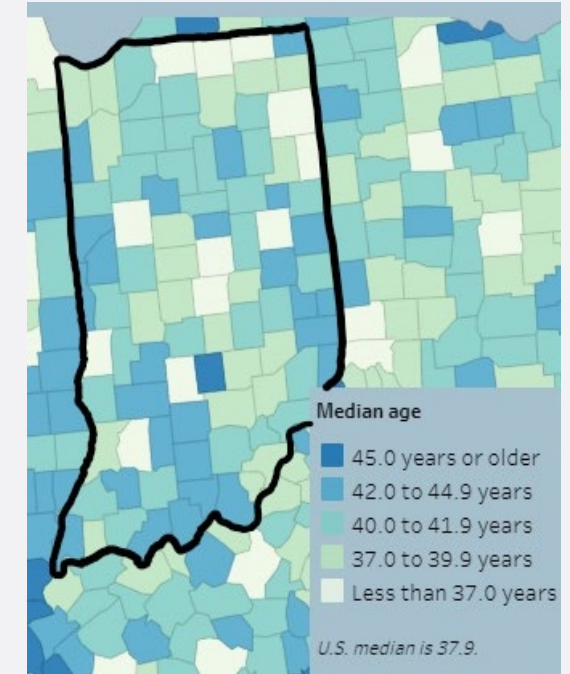 Median age
45.0 years or older
42.0 to 44.9 years
40.0 to 41.9 years
37.0 to 39.9 years
Less than 37.0 years
U.S. median is 37.9.